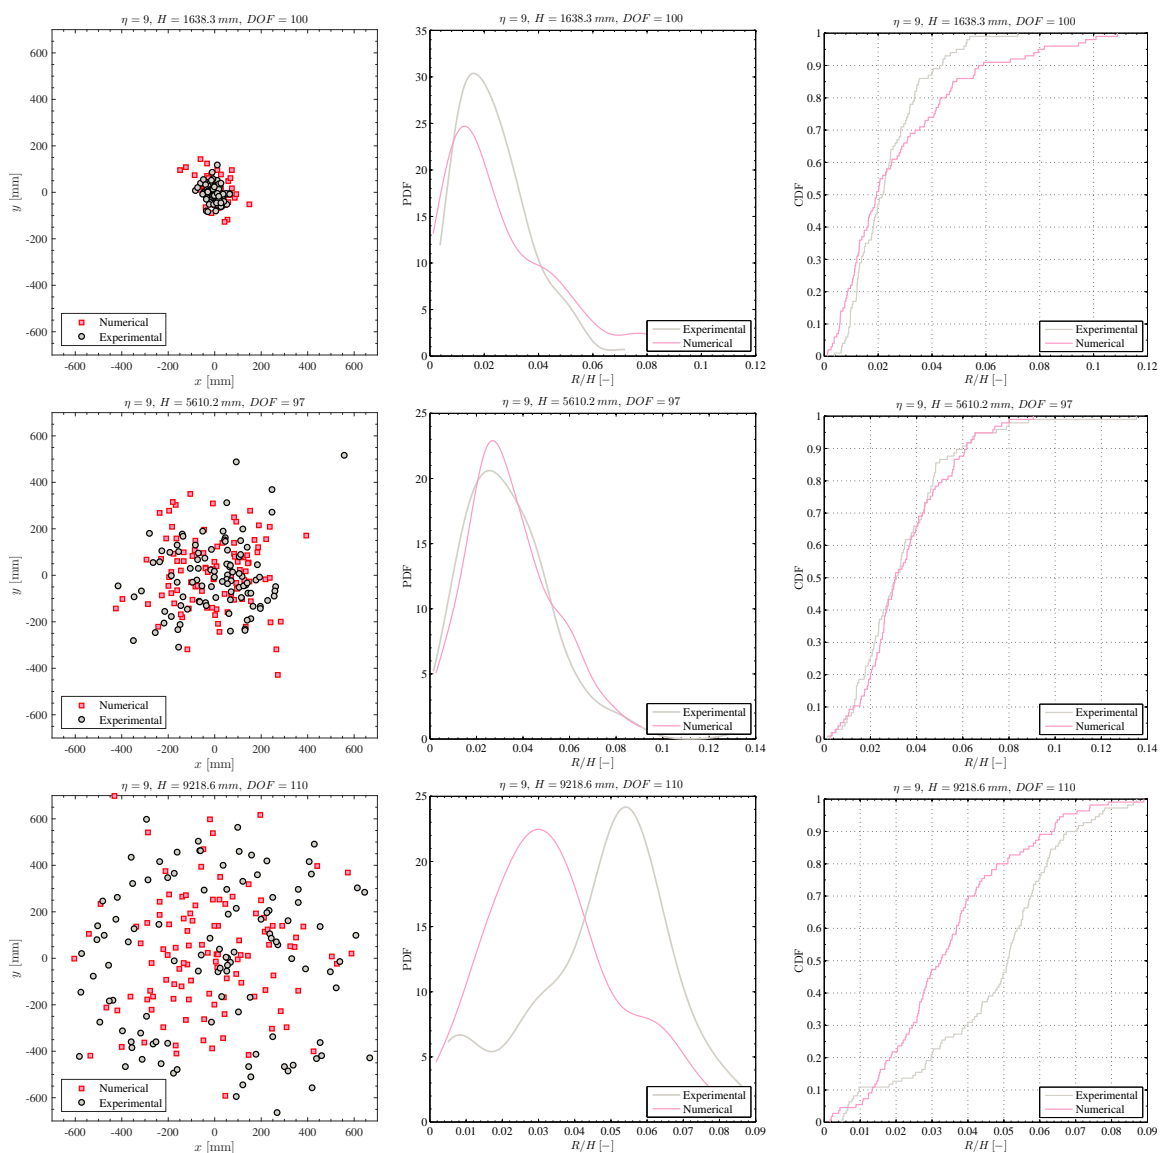 η = 9, H = 1638.3 mm, DOF = 100
600
400
200
0
-200
-400
-600
y [mm]
Numerical
Experimental
-600 -400 -200 0 200 400 600
x [mm]
η = 9, H = 1638.3 mm, DOF = 100
35
30
25
20
15
10
5
0
PDF
Experimental
Numerical
0 0.02 0.04 0.06 0.08 0.1 0.12
R/H [−]
η = 9, H = 1638.3 mm, DOF = 100
1
0.9
0.8
0.7
0.6
0.5
0.4
0.3
0.2
0.1
0
CDF
Experimental
Numerical
0 0.02 0.04 0.06 0.08 0.1 0.12
R/H [−]
η = 9, H = 5610.2 mm, DOF = 97
600
400
200
0
-200
-400
-600
y [mm]
Numerical
Experimental
-600 -400 -200 0 200 400 600
x [mm]
η = 9, H = 5610.2 mm, DOF = 97
25
20
15
10
5
0
PDF
Experimental
Numerical
0 0.02 0.04 0.06 0.08 0.1 0.12 0.14
R/H [−]
η = 9, H = 5610.2 mm, DOF = 97
1
0.9
0.8
0.7
0.6
0.5
0.4
0.3
0.2
0.1
0
CDF
Experimental
Numerical
0 0.02 0.04 0.06 0.08 0.1 0.12 0.14
R/H [−]
η = 9, H = 9218.6 mm, DOF = 110
600
400
200
0
-200
-400
-600
y [mm]
Numerical
Experimental
-600 -400 -200 0 200 400 600
x [mm]
η = 9, H = 9218.6 mm, DOF = 110
25
20
15
10
5
0
PDF
Experimental
Numerical
0.01 0.02 0.03 0.04 0.05 0.06 0.07 0.08 0.09
R/H [−]
η = 9, H = 9218.6 mm, DOF = 110
1
0.9
0.8
0.7
0.6
0.5
0.4
0.3
0.2
0.1
0
CDF
Experimental
Numerical
0 0.01 0.02 0.03 0.04 0.05 0.06 0.07 0.08 0.09
R/H [−]